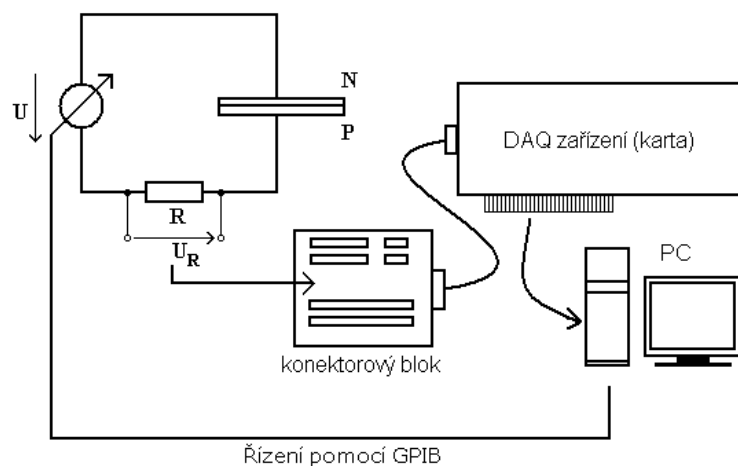 N
U
P
DAQ zařízení (karta)
R
U_R
PC
konektorový blok
Řízení pomocí GPIB